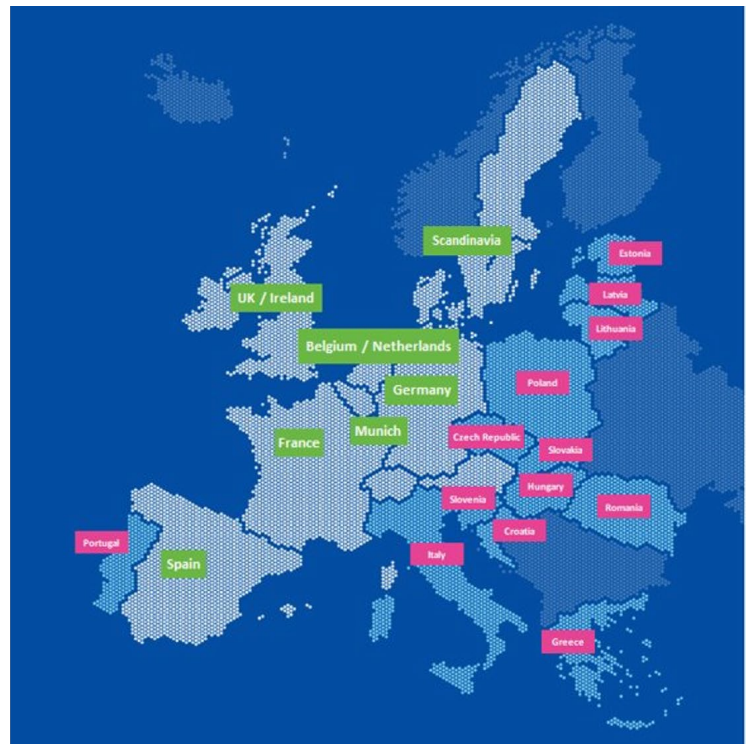 Scandinavia
Estonia
Latvia
UK / Ireland
Lithuania
Belgium / Netherlands
Poland
Germany
Munich
Czech Republic
France
Slovakia
Hungary
Slovenia
Romania
Croatia
Portugal
Italy
Spain
Greece